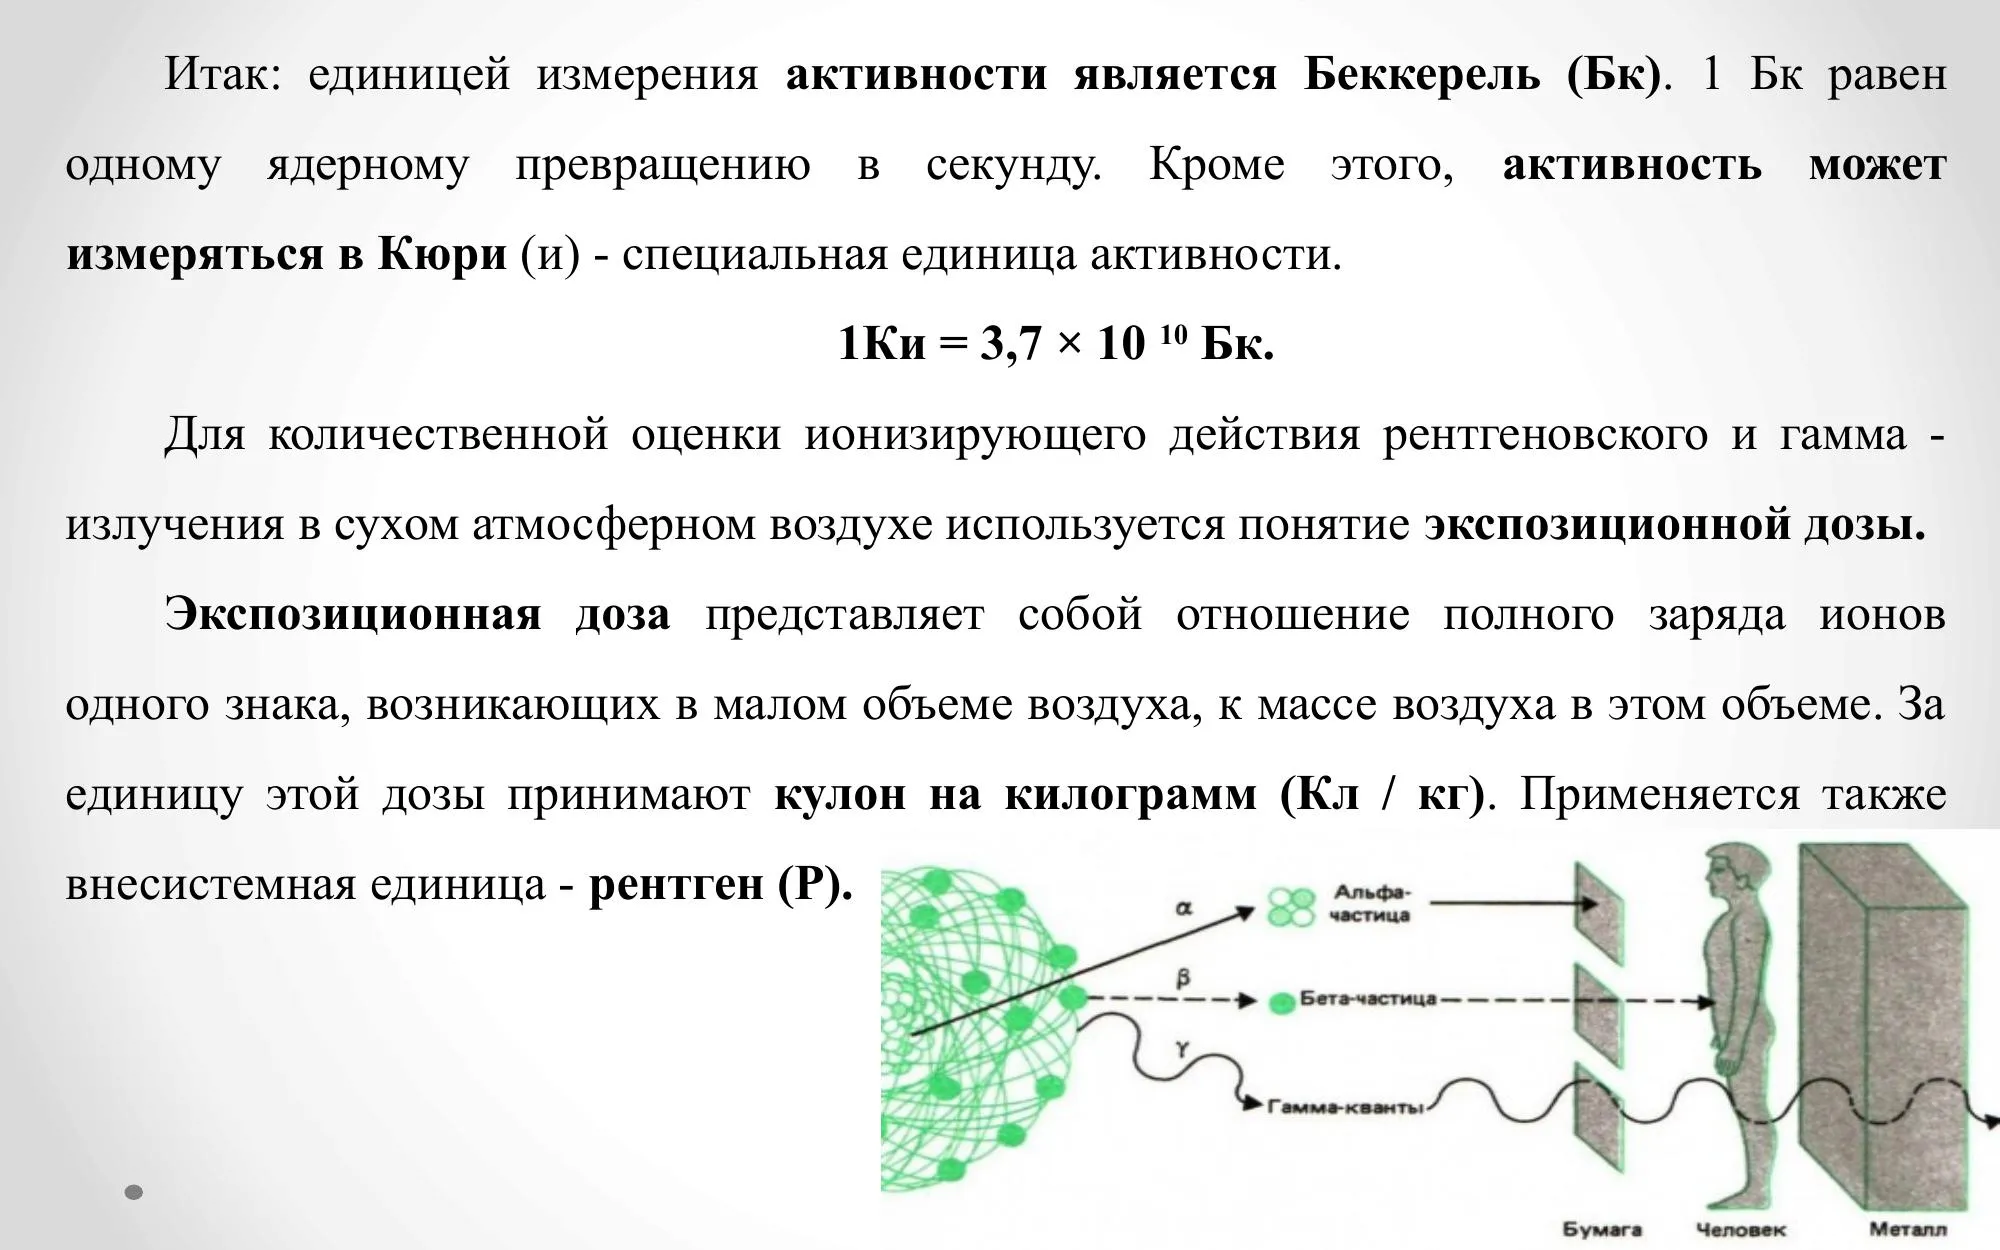 Итак: единицей измерения активности является Беккерель (Бк). 1 Бк равен
одному ядерному превращению в секунду. Кроме этого, активность может
измеряться в Кюри (и) - специальная единица активности.
1Ки = 3,7 × 10 ¹⁰ Бк.
Для количественной оценки ионизирующего действия рентгеновского и гамма -
излучения в сухом атмосферном воздухе используется понятие экспозиционной дозы.
Экспозиционная доза представляет собой отношение полного заряда ионов
одного знака, возникающих в малом объеме воздуха, к массе воздуха в этом объеме. За
единицу этой дозы принимают кулон на килограмм (Кл / кг). Применяется также
внесистемная единица - рентген (Р).
α
Альфа-
частица
β
Бета-частица
γ
Гамма-кванты
Бумага
Человек
Металл